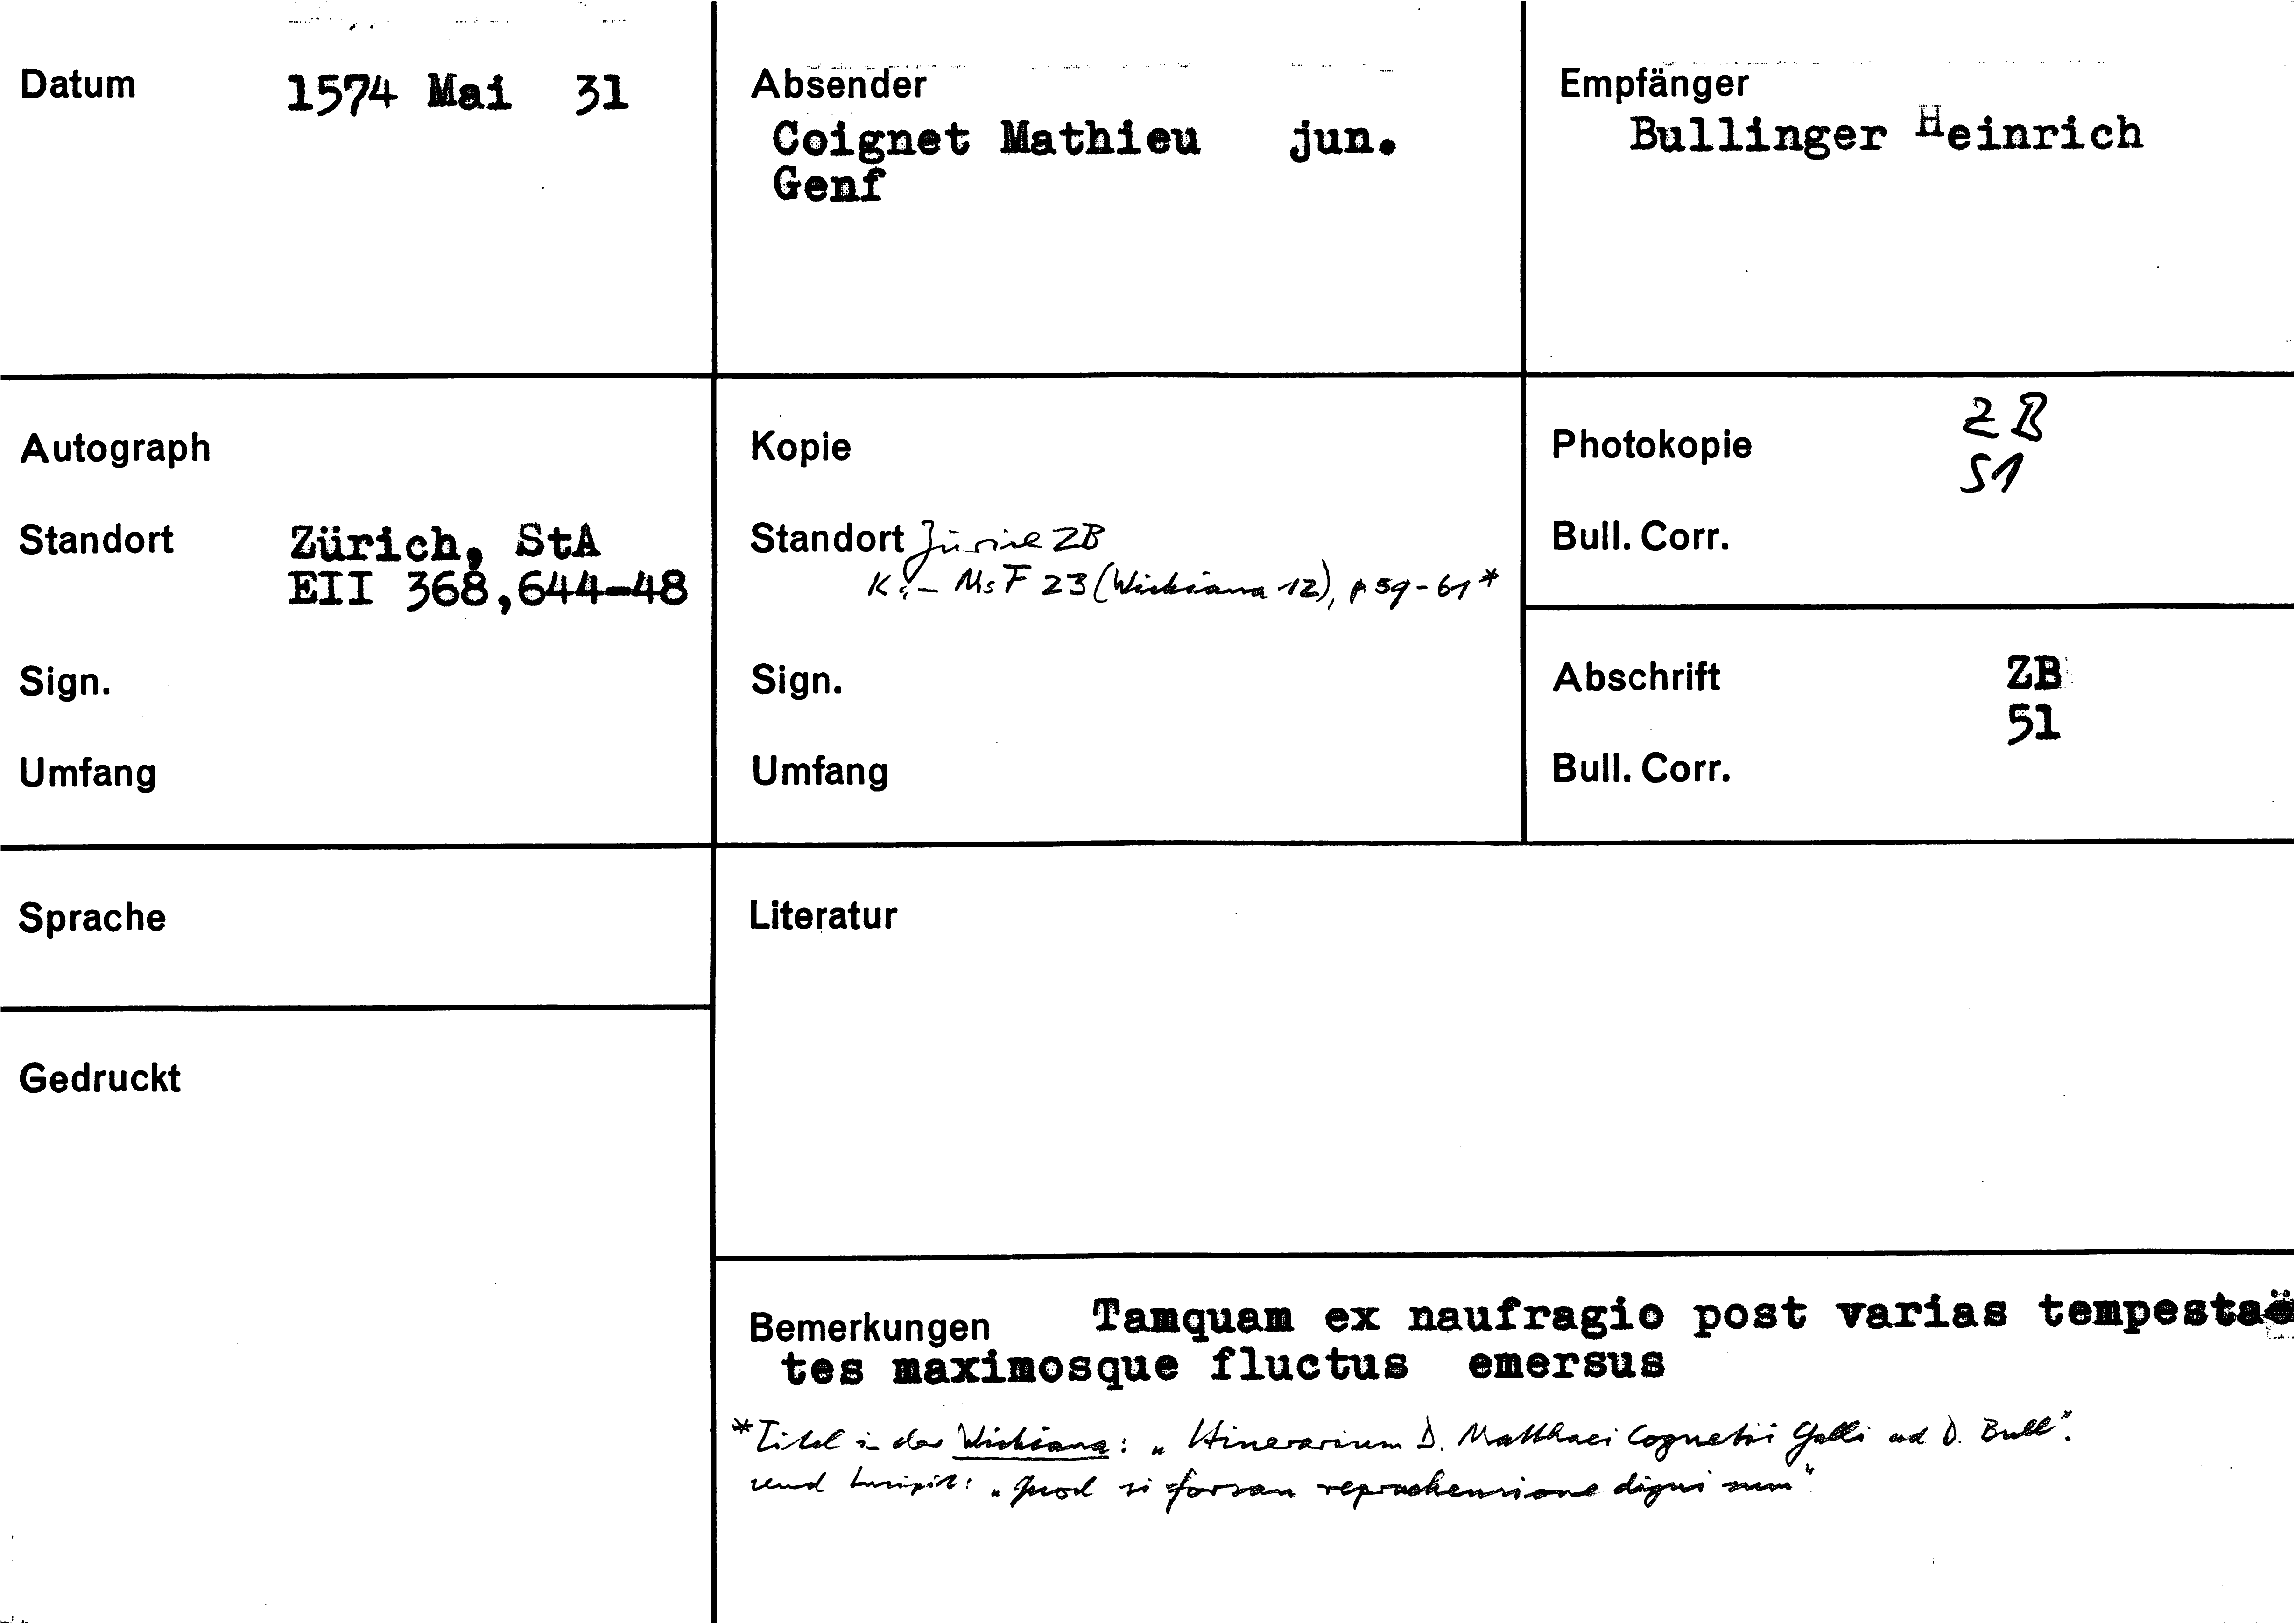 Datum 1574 Mai 31
Absender
Coignet Mathieu jun.
Genf
Empfänger
Bullinger Heinrich
Autograph
Standort Zürich, StA
EII 368,644-48
Sign.
Umfang
Kopie
Standort Zürich ZB
K: - Ms F 23 (Wickiana 12), p 59-61*
Sign.
Umfang
Photokopie ZB
51
Bull. Corr.
Abschrift ZB
51
Bull. Corr.
Sprache
Literatur
Gedruckt
Bemerkungen Tamquam ex naufragio post varias tempesta
tes maximosque fluctus emersus
*Titel in der Wickiana: „Itinerarium D. Matthaei Cognetii Galli ad D. Bull".
und Incipit: „Quod si forsan reprachensione digni sum"